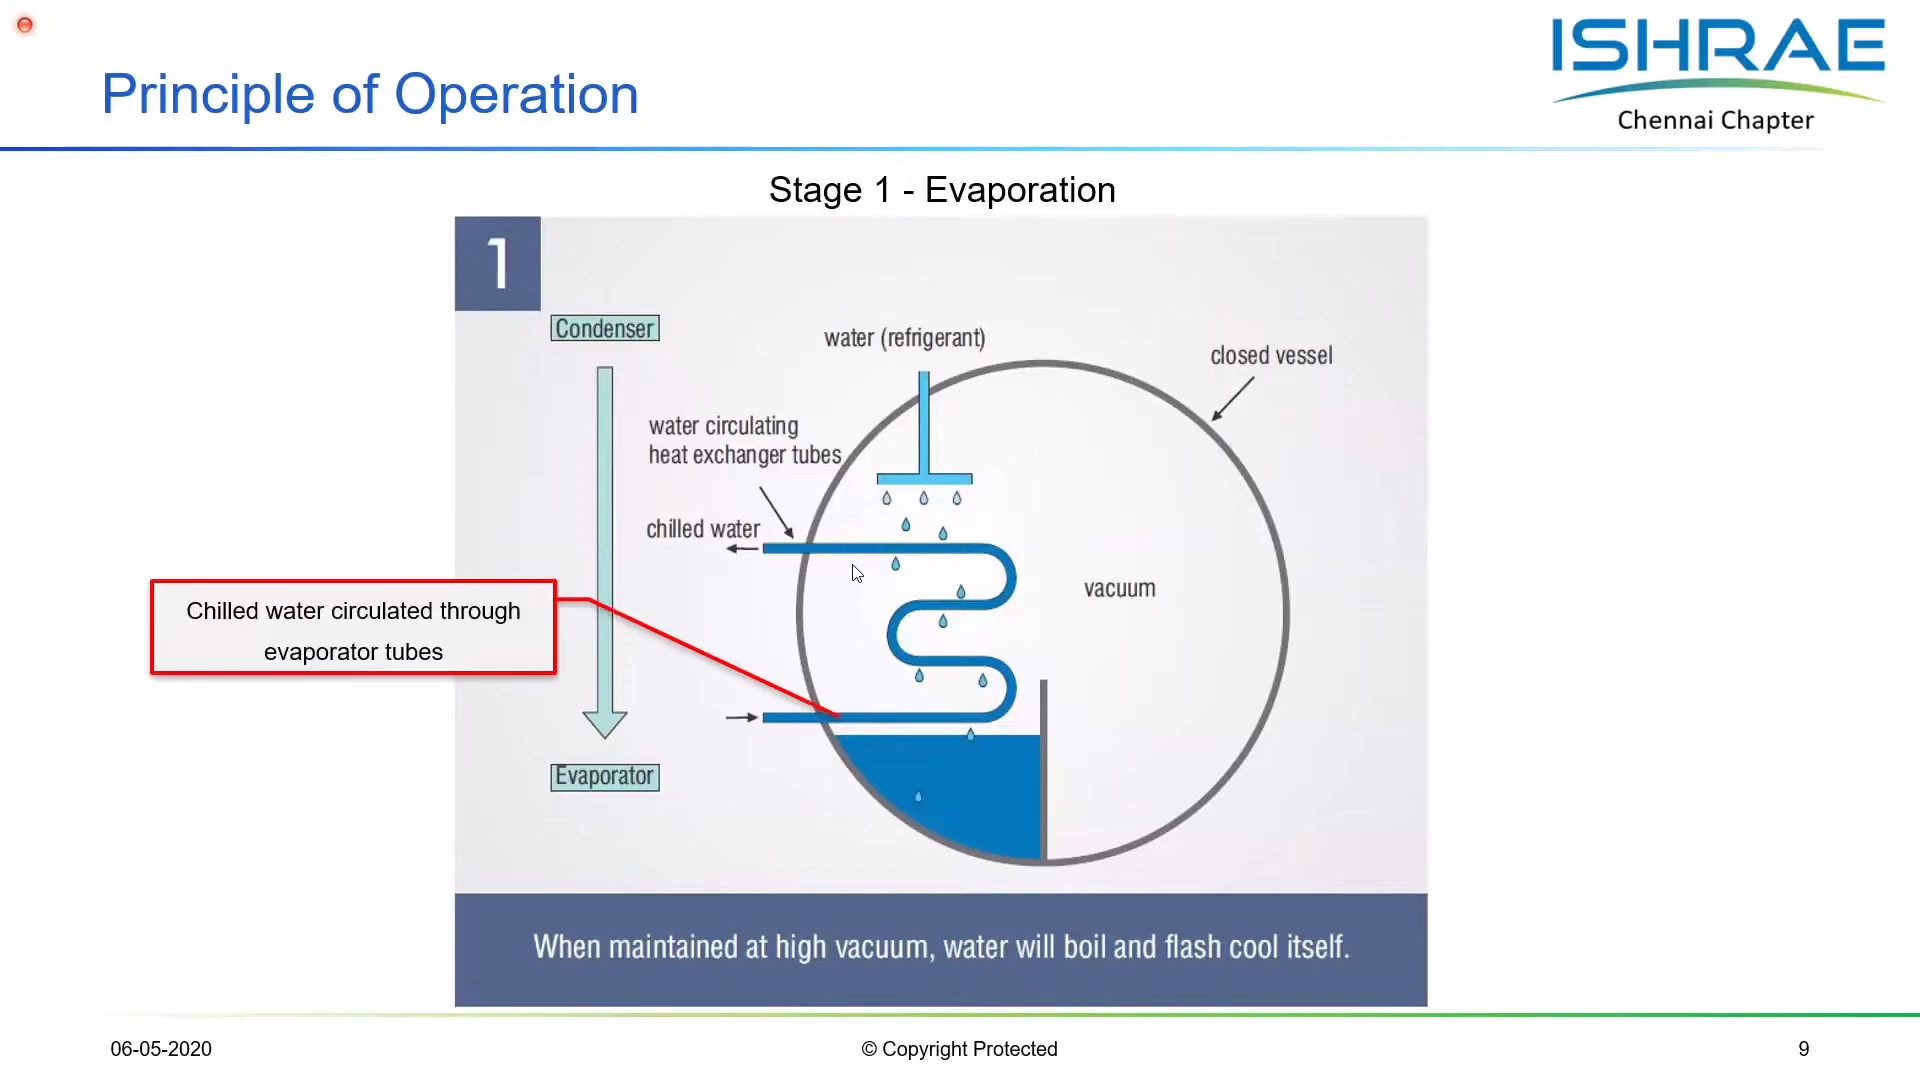 ISHRAE
Chennai Chapter
Principle of Operation
Stage 1 - Evaporation
1
Condenser
water (refrigerant)
closed vessel
water circulating
heat exchanger tubes
chilled water
vacuum
Chilled water circulated through
evaporator tubes
Evaporator
When maintained at high vacuum, water will boil and flash cool itself.
06-05-2020
© Copyright Protected
9